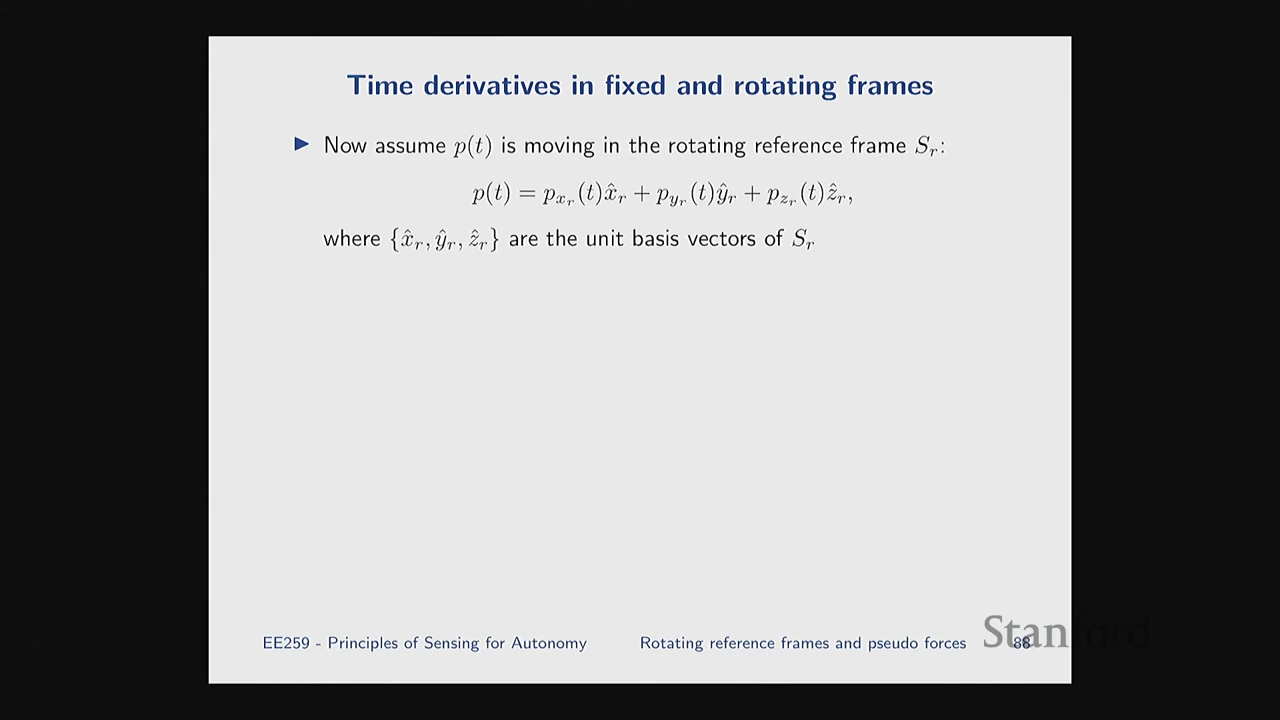 Time derivatives in fixed and rotating frames
▶ Now assume p(t) is moving in the rotating reference frame S_r:
p(t) = p_{x_r}(t)x̂_r + p_{y_r}(t)ŷ_r + p_{z_r}(t)ẑ_r,
where {x̂_r, ŷ_r, ẑ_r} are the unit basis vectors of S_r
EE259 - Principles of Sensing for Autonomy Rotating reference frames and pseudo forces 88
Stanford